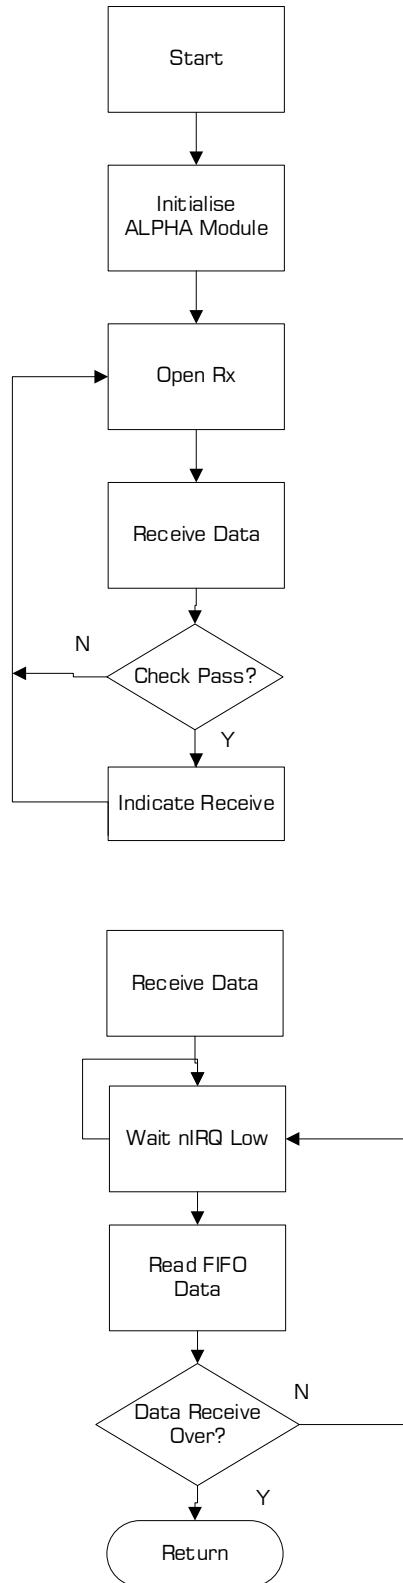 Start
Initialise
ALPHA Module
Open Rx
Receive Data
N
Check Pass?
Y
Indicate Receive
Receive Data
Wait nIRQ Low
Read FIFO
Data
N
Data Receive
Over?
Y
Return